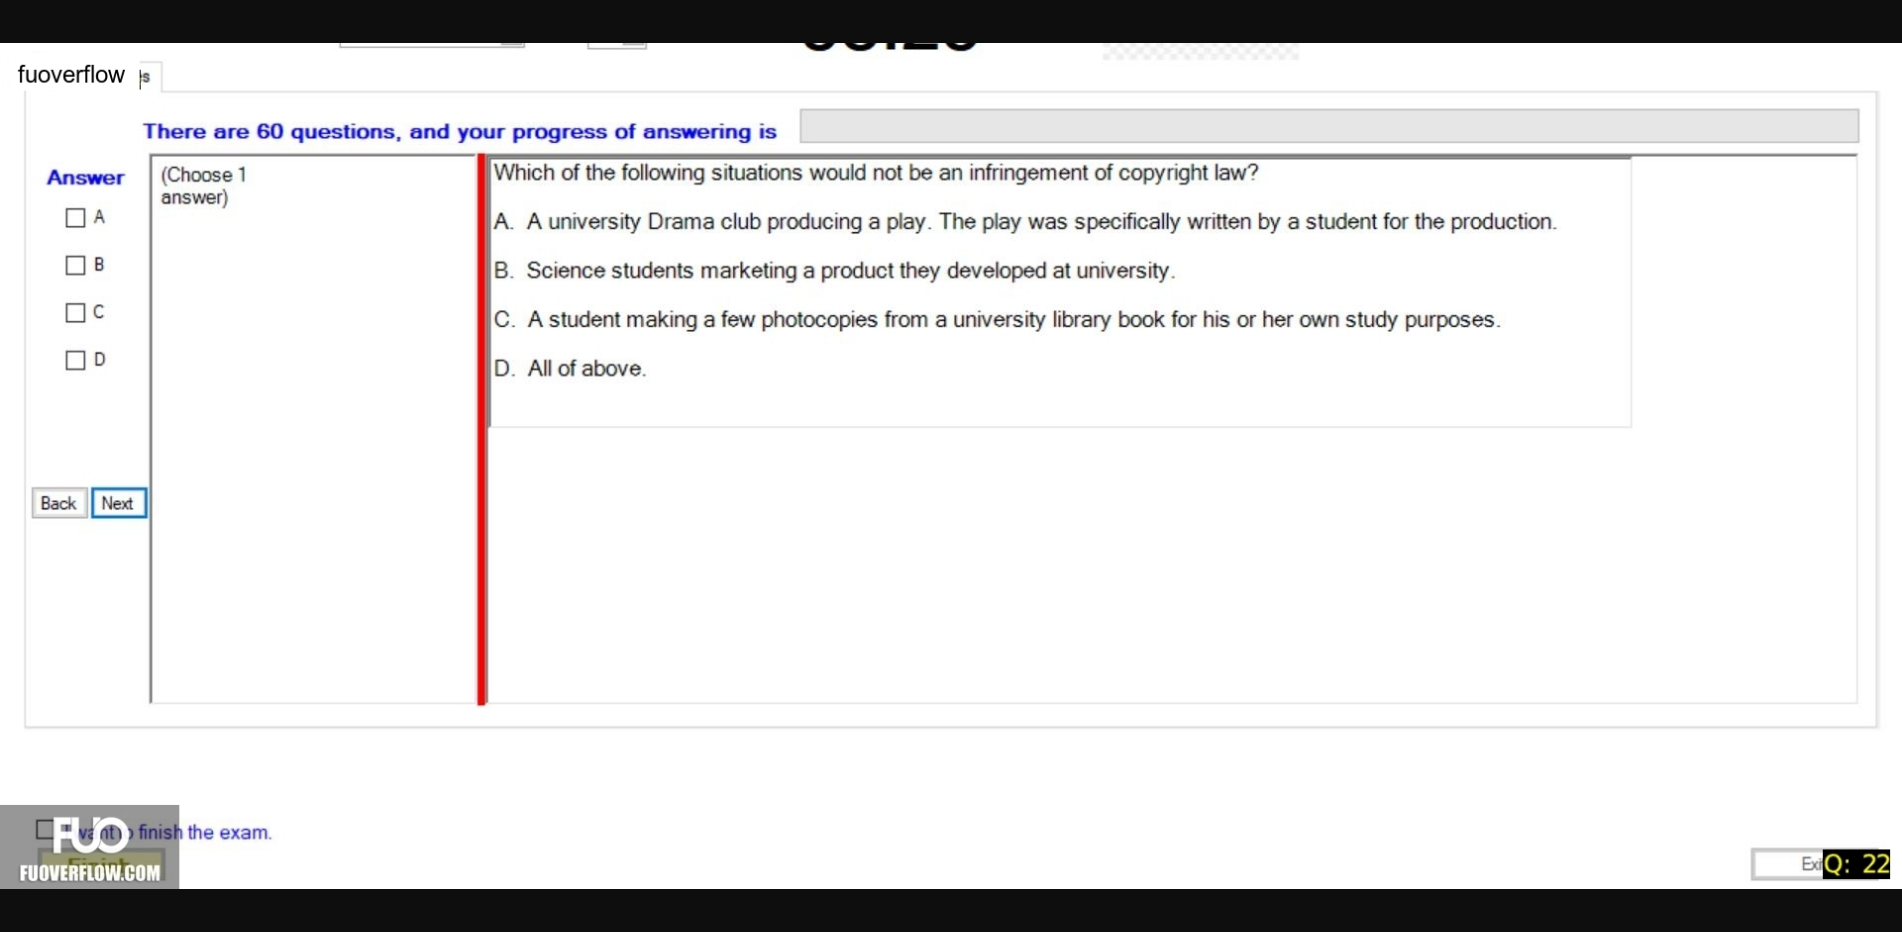 fuoverflow
There are 60 questions, and your progress of answering is
Answer
(Choose 1
answer)
A
B
C
D
Which of the following situations would not be an infringement of copyright law?
A. A university Drama club producing a play. The play was specifically written by a student for the production.
B. Science students marketing a product they developed at university.
C. A student making a few photocopies from a university library book for his or her own study purposes.
D. All of above.
Back
Next
want to finish the exam.
FUO
FUOVERFLOW.COM
Q: 22